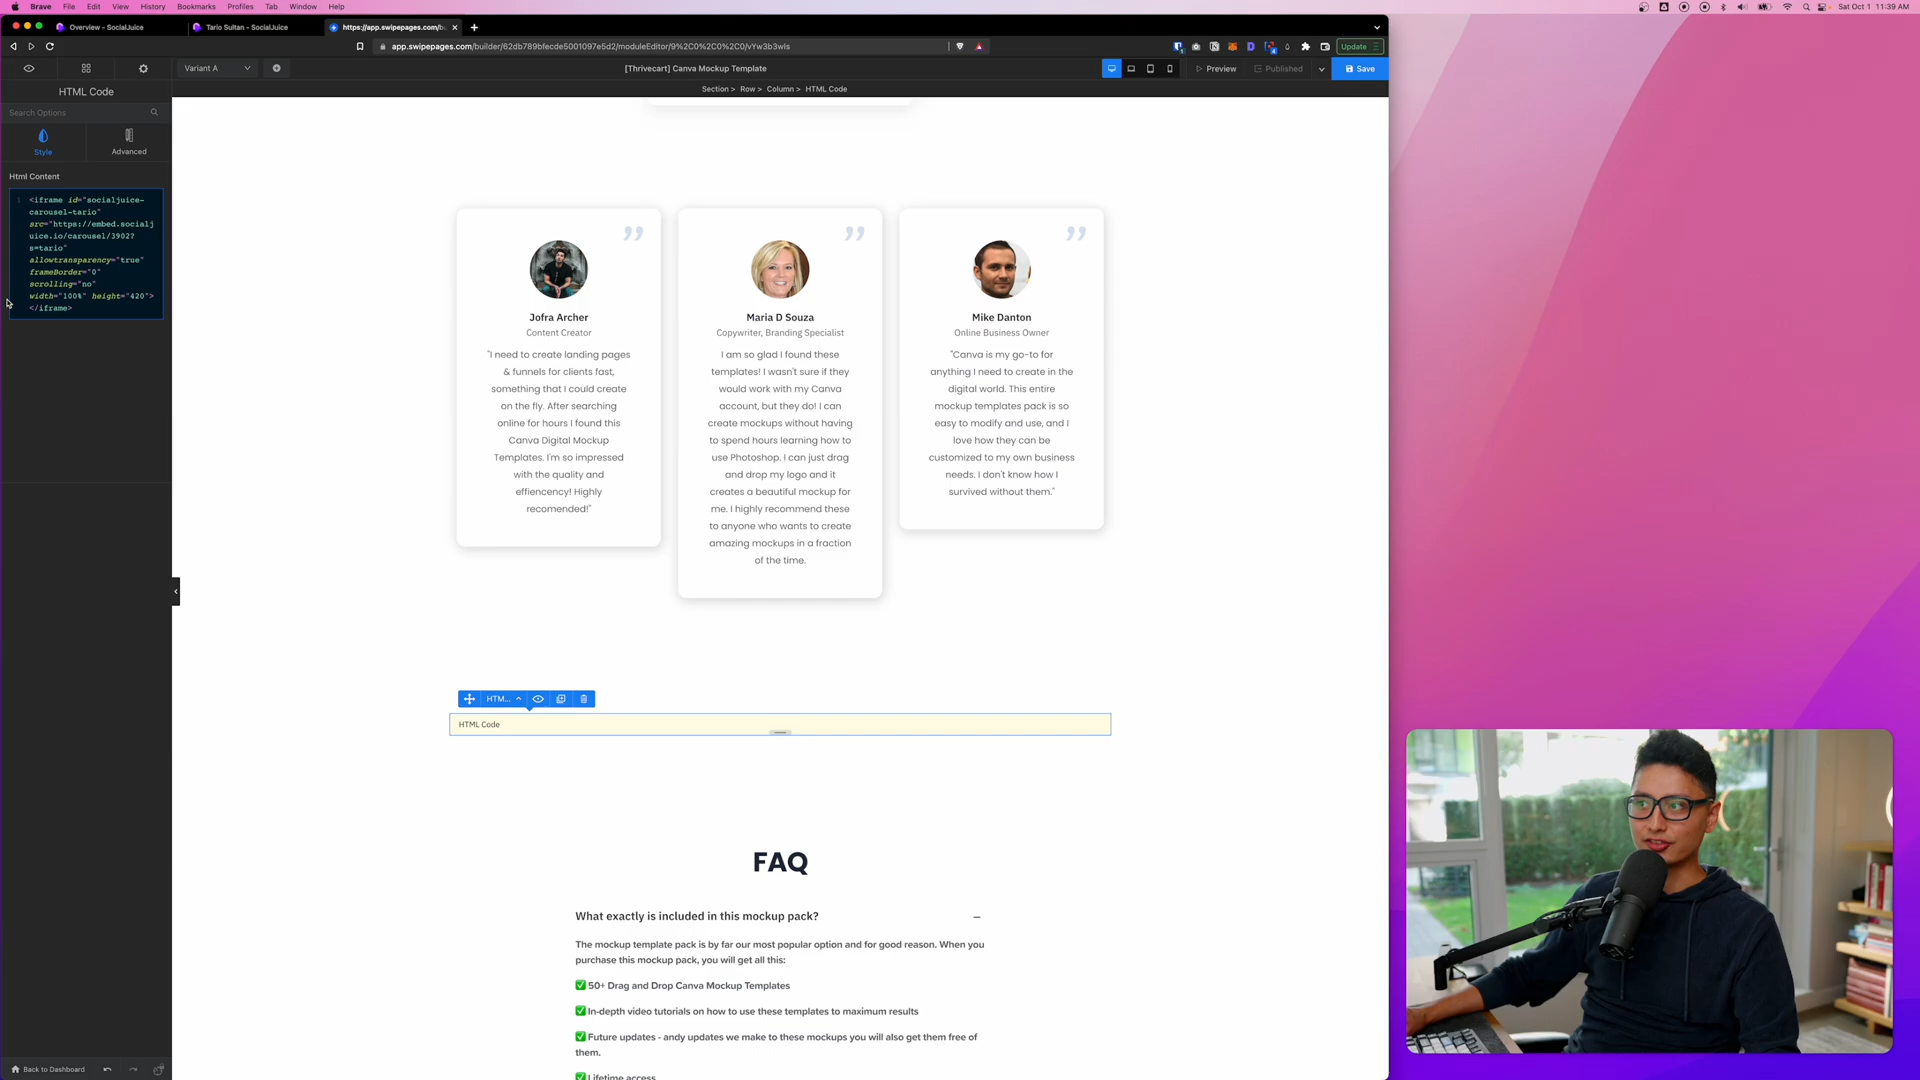 Brave File Edit View History Bookmarks Profiles Tab Window Help
Sat Oct 1 11:39 AM
Overview - SocialJuice
Tario Sultan - SocialJuice
https://app.swipepages.com/bu
app.swipepages.com/builder/62db789bfecde5001097e5d2/moduleEditor/9%2C0%2C0%2C0/vYw3b3wIs
Update
Variant A
[Thrivecart] Canva Mockup Template
Preview
Published
Save
HTML Code
Section > Row > Column > HTML Code
Search Options
Style
Advanced
Html Content
1 <iframe id="socialjuice-
carousel-tario"
src="https://embed.socialj
uice.io/carousel/3902?
s=tario"
allowtransparency="true"
frameBorder="0"
scrolling="no"
width="100%" height="420">
</iframe>
Jofra Archer
Content Creator
"I need to create landing pages
& funnels for clients fast,
something that I could create
on the fly. After searching
online for hours I found this
Canva Digital Mockup
Templates. I'm so impressed
with the quality and
effiencency! Highly
recomended!"
Maria D Souza
Copywriter, Branding Specialist
I am so glad I found these
templates! I wasn't sure if they
would work with my Canva
account, but they do! I can
create mockups without having
to spend hours learning how to
use Photoshop. I can just drag
and drop my logo and it
creates a beautiful mockup for
me. I highly recommend these
to anyone who wants to create
amazing mockups in a fraction
of the time.
Mike Danton
Online Business Owner
"Canva is my go-to for
anything I need to create in the
digital world. This entire
mockup templates pack is so
easy to modify and use, and I
love how they can be
customized to my own business
needs. I don't know how I
survived without them."
HTM...
HTML Code
FAQ
What exactly is included in this mockup pack?
The mockup template pack is by far our most popular option and for good reason. When you
purchase this mockup pack, you will get all this:
✅ 50+ Drag and Drop Canva Mockup Templates
✅ In-depth video tutorials on how to use these templates to maximum results
✅ Future updates - andy updates we make to these mockups you will also get them free of
them.
✅ Lifetime access
Back to Dashboard